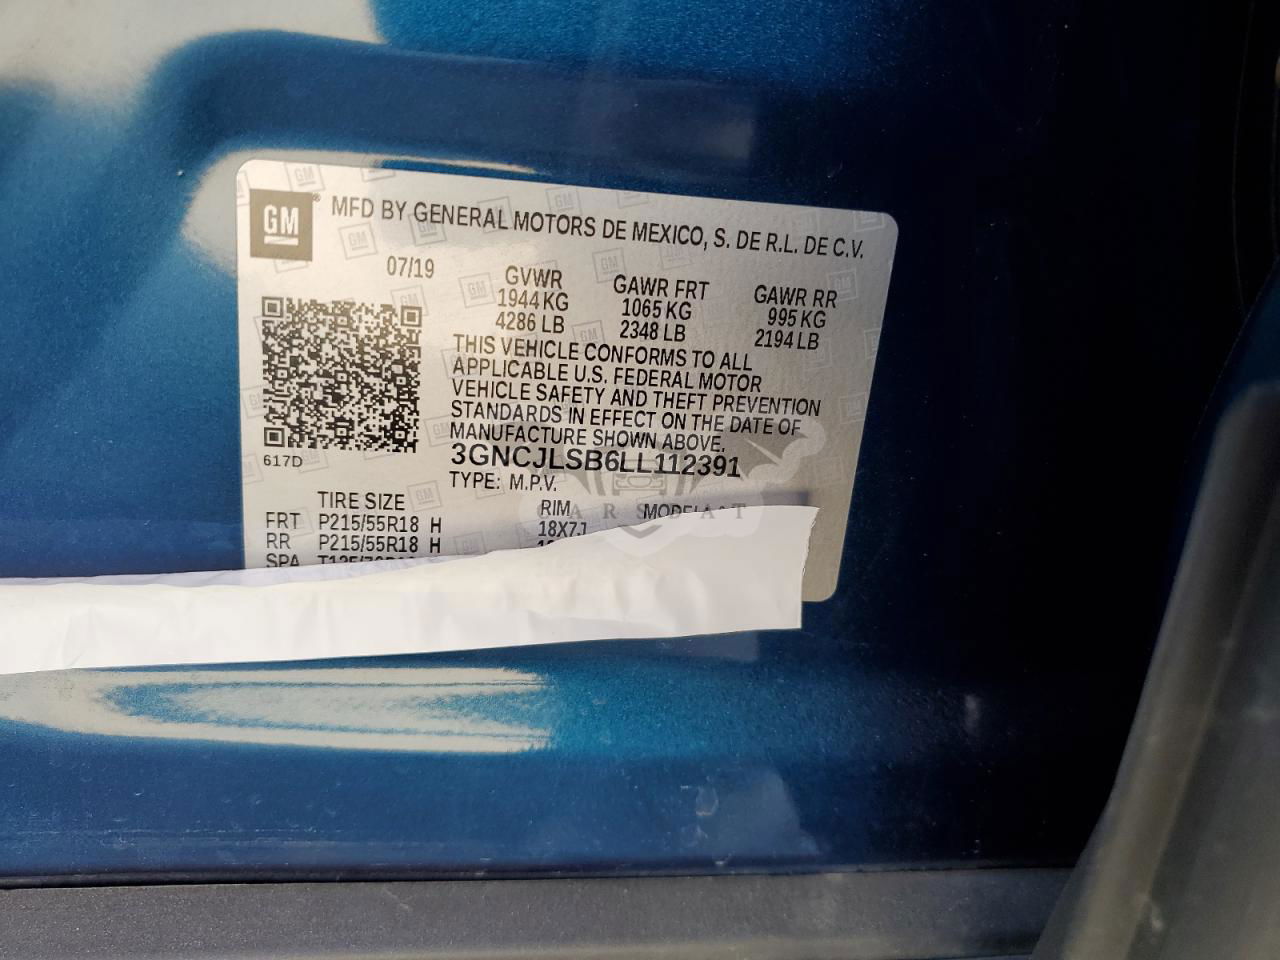 GM
MFD BY GENERAL MOTORS DE MEXICO, S. DE R.L. DE C.V.
07/19
GVWR
1944 KG
4286 LB
GAWR FRT
1065 KG
2348 LB
GAWR RR
995 KG
2194 LB
THIS VEHICLE CONFORMS TO ALL
APPLICABLE U.S. FEDERAL MOTOR
VEHICLE SAFETY AND THEFT PREVENTION
STANDARDS IN EFFECT ON THE DATE OF
MANUFACTURE SHOWN ABOVE.
617D
3GNCJLSB6LL112391
TYPE: M.P.V.
TIRE SIZE RIM
FRT P215/55R18 H 18X7J
RR P215/55R18 H
SPA